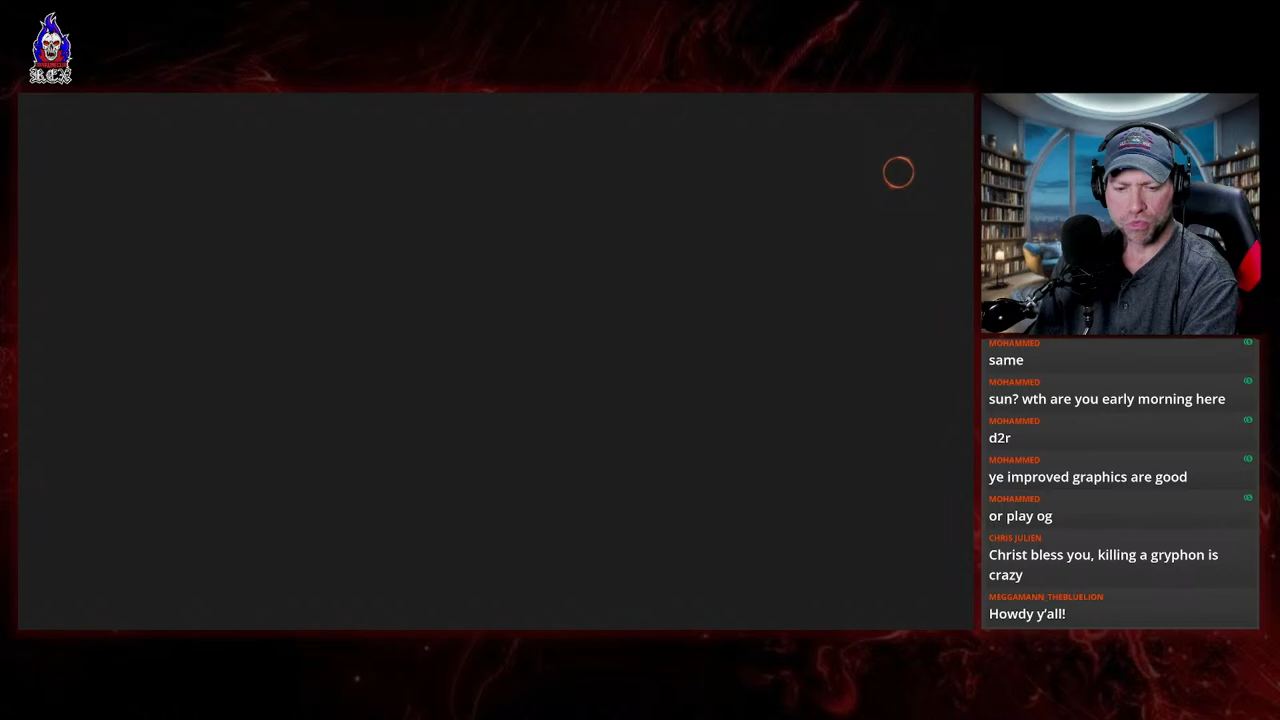 REX
MOHAMMED
same
MOHAMMED
sun? wth are you early morning here
MOHAMMED
d2r
MOHAMMED
ye improved graphics are good
MOHAMMED
or play og
CHRIS JULIEN
Christ bless you, killing a gryphon is
crazy
MEGGAMANN_THEBLUELION
Howdy y'all!